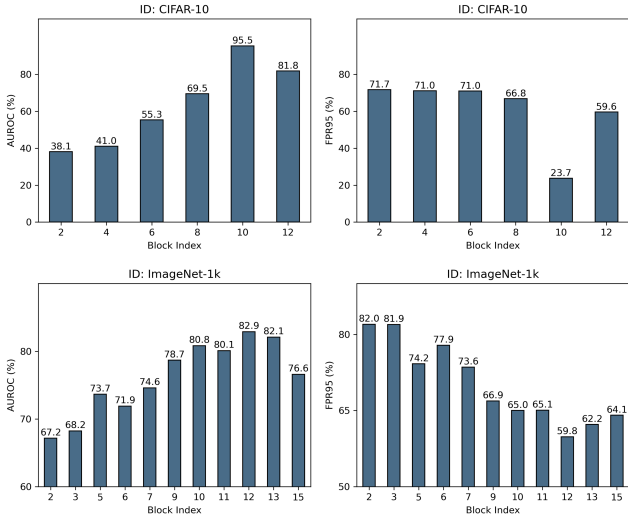 ID: CIFAR-10
AUROC (%)
80
60
40
20
0
38.1 41.0 55.3 69.5 95.5 81.8
2 4 6 8 10 12
Block Index
ID: CIFAR-10
FPR95 (%)
80
60
40
20
0
71.7 71.0 71.0 66.8 23.7 59.6
2 4 6 8 10 12
Block Index
ID: ImageNet-1k
AUROC (%)
80
70
60
67.2 68.2 73.7 71.9 74.6 78.7 80.8 80.1 82.9 82.1 76.6
2 3 5 6 7 9 10 11 12 13 15
Block Index
ID: ImageNet-1k
FPR95 (%)
80
65
50
82.0 81.9 74.2 77.9 73.6 66.9 65.0 65.1 59.8 62.2 64.1
2 3 5 6 7 9 10 11 12 13 15
Block Index